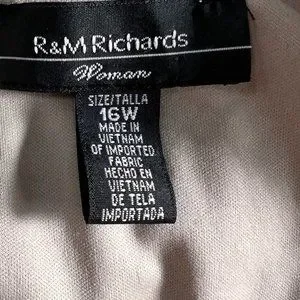 R&M Richards
Woman
SIZE/TALLA
16W
MADE IN
VIETNAM
OF IMPORTED
FABRIC
HECHO EN
VIETNAM
DE TELA
IMPORTADA